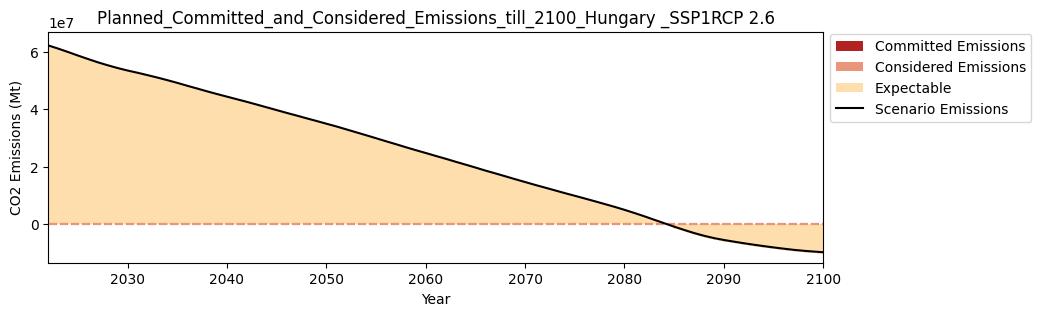 Planned_Committed_and_Considered_Emissions_till_2100_Hungary _SSP1RCP 2.6
1e7
6
4
2
0
CO2 Emissions (Mt)
2030 2040 2050 2060 2070 2080 2090 2100
Year
Committed Emissions
Considered Emissions
Expectable
Scenario Emissions